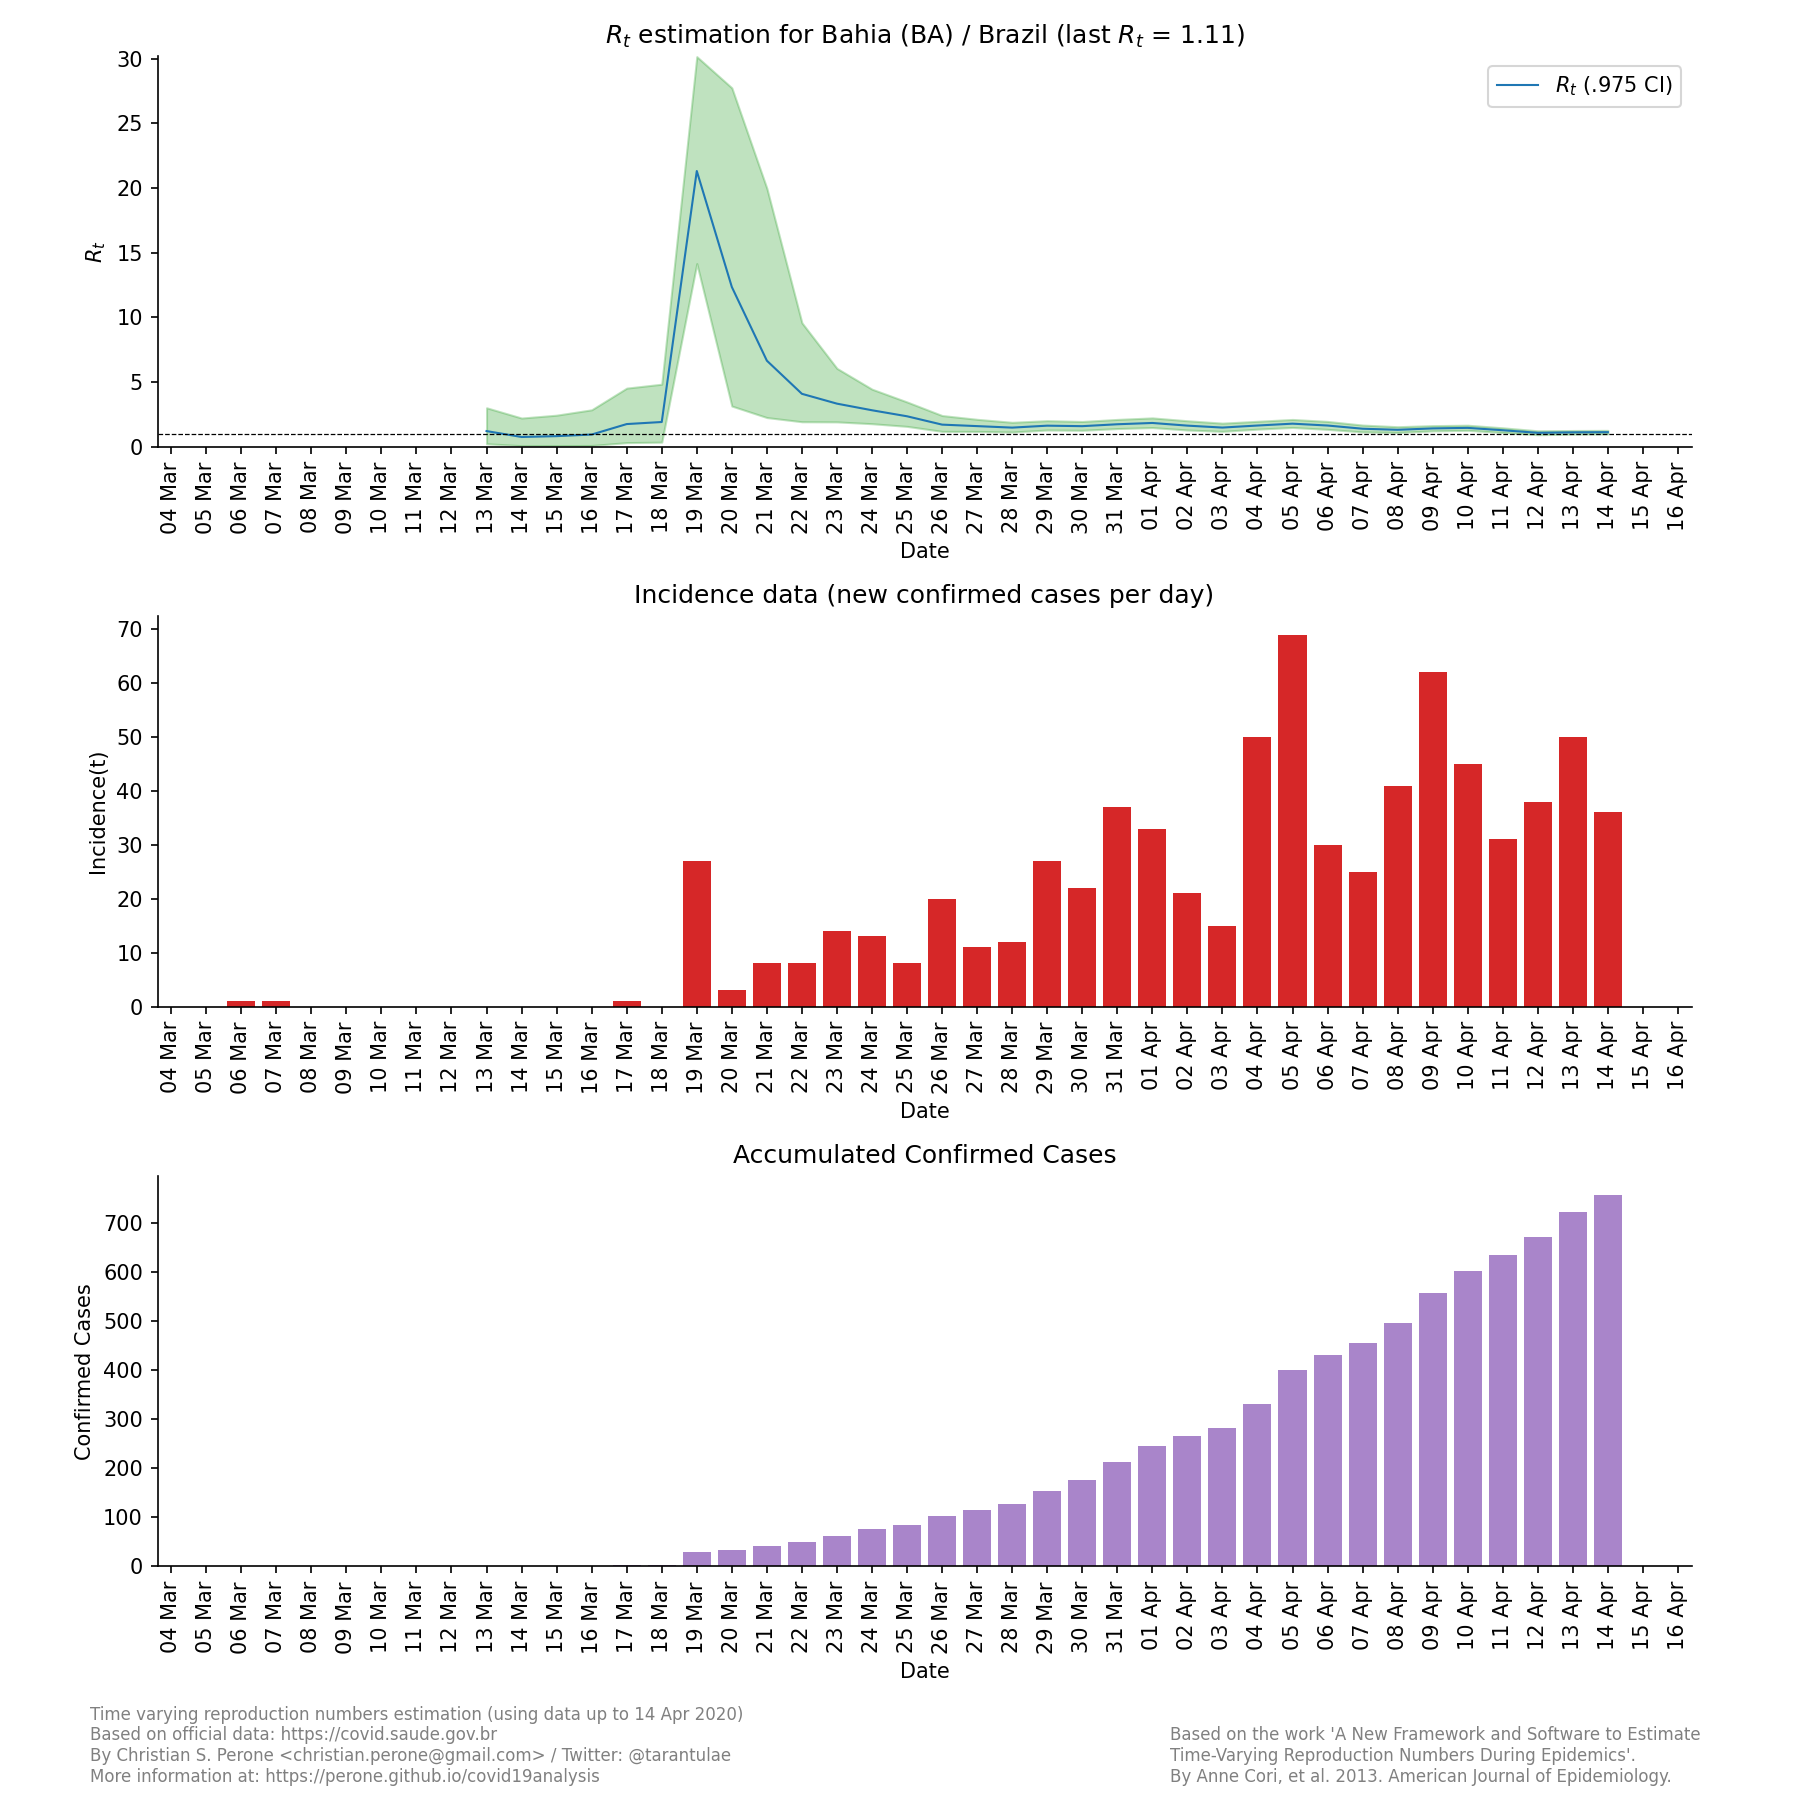 Rt estimation for Bahia (BA) / Brazil (last Rt = 1.11)
30
25
20
15
10
5
0
Rt
Rt (.975 CI)
04 Mar 05 Mar 06 Mar 07 Mar 08 Mar 09 Mar 10 Mar 11 Mar 12 Mar 13 Mar 14 Mar 15 Mar 16 Mar 17 Mar 18 Mar 19 Mar 20 Mar 21 Mar 22 Mar 23 Mar 24 Mar 25 Mar 26 Mar 27 Mar 28 Mar 29 Mar 30 Mar 31 Mar 01 Apr 02 Apr 03 Apr 04 Apr 05 Apr 06 Apr 07 Apr 08 Apr 09 Apr 10 Apr 11 Apr 12 Apr 13 Apr 14 Apr 15 Apr 16 Apr
Date
Incidence data (new confirmed cases per day)
70
60
50
40
30
20
10
0
Incidence(t)
04 Mar 05 Mar 06 Mar 07 Mar 08 Mar 09 Mar 10 Mar 11 Mar 12 Mar 13 Mar 14 Mar 15 Mar 16 Mar 17 Mar 18 Mar 19 Mar 20 Mar 21 Mar 22 Mar 23 Mar 24 Mar 25 Mar 26 Mar 27 Mar 28 Mar 29 Mar 30 Mar 31 Mar 01 Apr 02 Apr 03 Apr 04 Apr 05 Apr 06 Apr 07 Apr 08 Apr 09 Apr 10 Apr 11 Apr 12 Apr 13 Apr 14 Apr 15 Apr 16 Apr
Date
Accumulated Confirmed Cases
700
600
500
400
300
200
100
0
Confirmed Cases
04 Mar 05 Mar 06 Mar 07 Mar 08 Mar 09 Mar 10 Mar 11 Mar 12 Mar 13 Mar 14 Mar 15 Mar 16 Mar 17 Mar 18 Mar 19 Mar 20 Mar 21 Mar 22 Mar 23 Mar 24 Mar 25 Mar 26 Mar 27 Mar 28 Mar 29 Mar 30 Mar 31 Mar 01 Apr 02 Apr 03 Apr 04 Apr 05 Apr 06 Apr 07 Apr 08 Apr 09 Apr 10 Apr 11 Apr 12 Apr 13 Apr 14 Apr 15 Apr 16 Apr
Date
Time varying reproduction numbers estimation (using data up to 14 Apr 2020)
Based on official data: https://covid.saude.gov.br
By Christian S. Perone <christian.perone@gmail.com> / Twitter: @tarantulae
More information at: https://perone.github.io/covid19analysis
Based on the work 'A New Framework and Software to Estimate
Time-Varying Reproduction Numbers During Epidemics'.
By Anne Cori, et al. 2013. American Journal of Epidemiology.